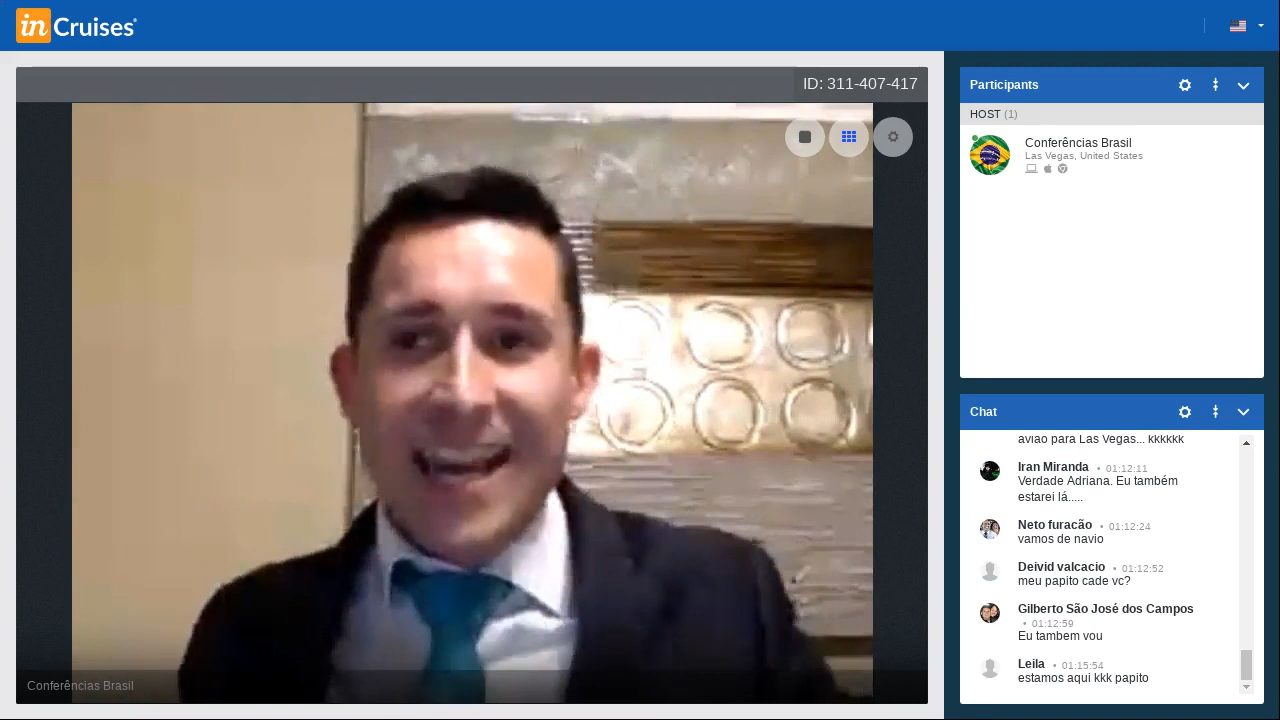 in Cruises
ID: 311-407-417
Conferências Brasil
Participants
HOST (1)
Conferências Brasil
Las Vegas, United States
Chat
avião para Las Vegas... kkkkkk
Iran Miranda • 01:12:11
Verdade Adriana. Eu também
estarei lá.....
Neto furacão • 01:12:24
vamos de navio
Deivid valcacio • 01:12:52
meu papito cade vc?
Gilberto São José dos Campos
• 01:12:59
Eu tambem vou
Leila • 01:15:54
estamos aqui kkk papito